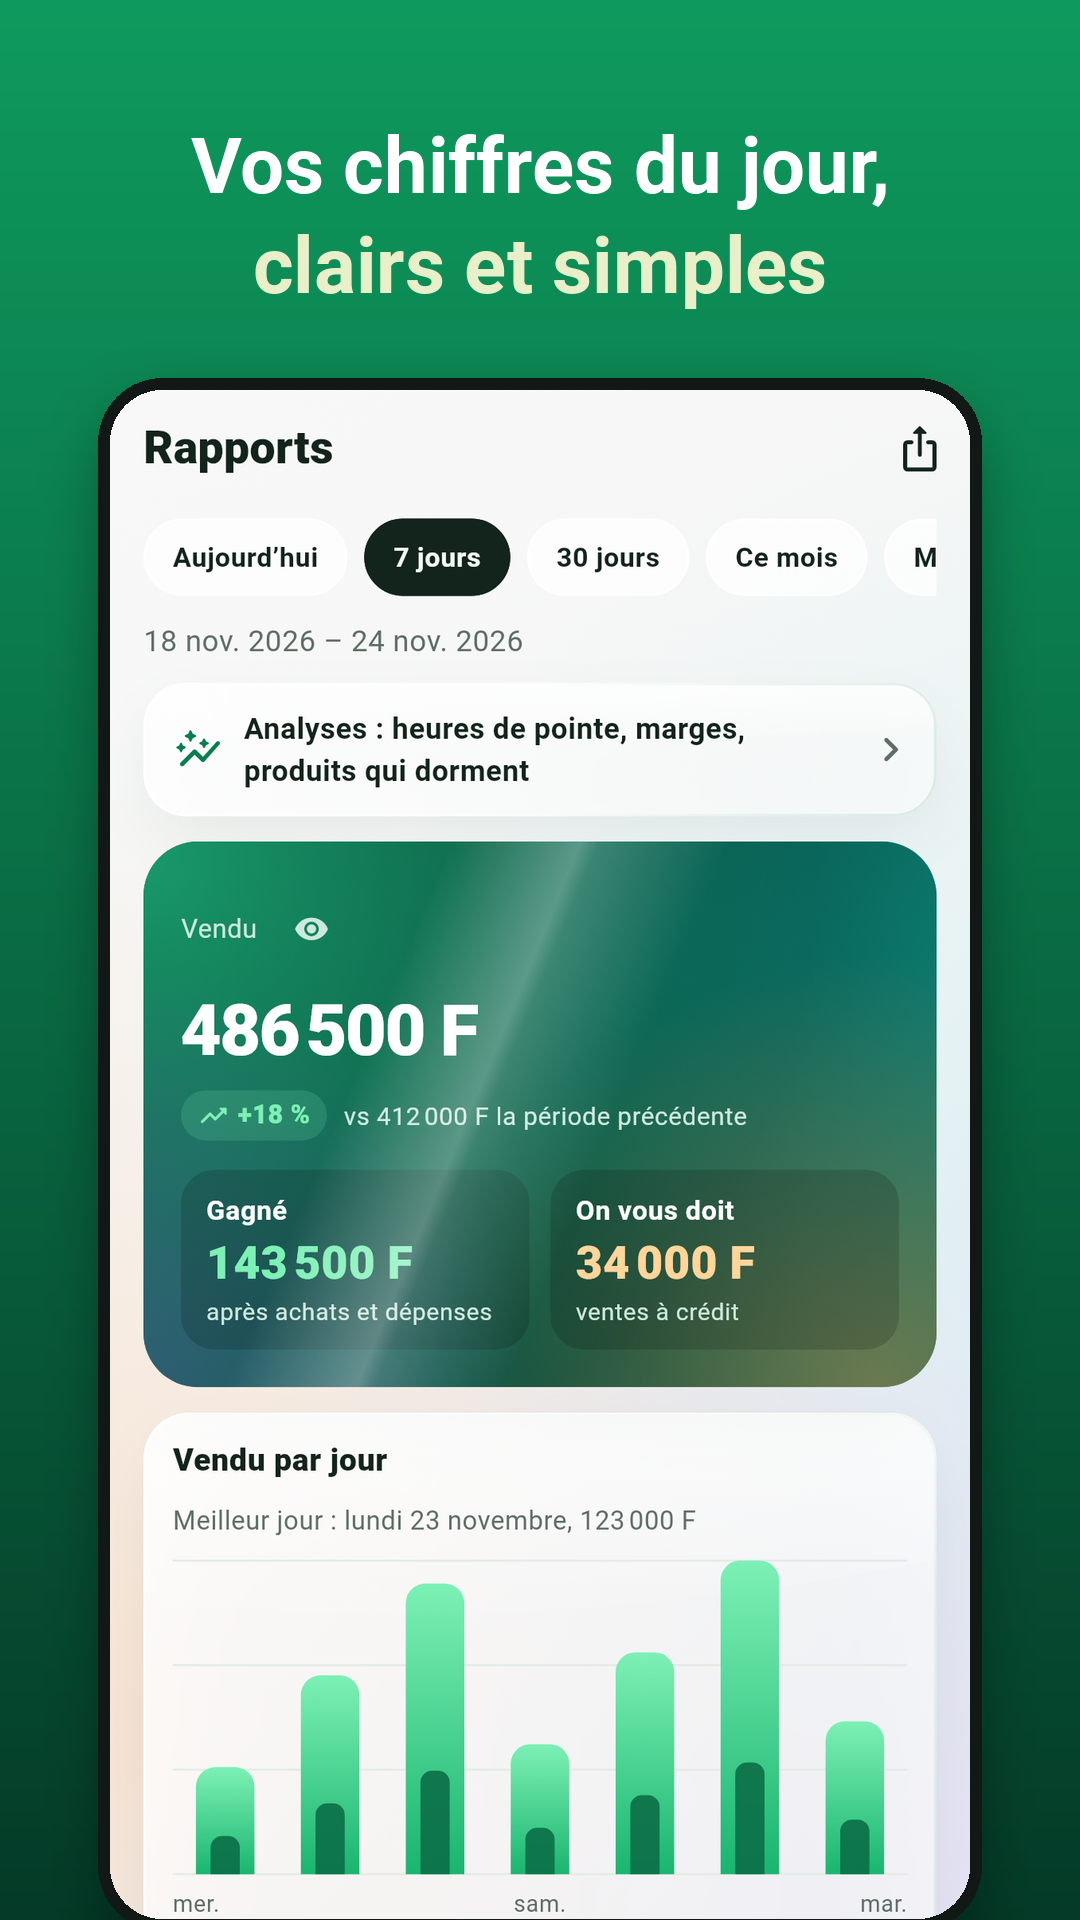 Vos chiffres du jour,
clairs et simples
Rapports
Aujourd’hui
7 jours
30 jours
Ce mois
M
18 nov. 2026 – 24 nov. 2026
Analyses : heures de pointe, marges,
produits qui dorment
Vendu
486 500 F
+18 %
vs 412 000 F la période précédente
Gagné
On vous doit
143 500 F
34 000 F
après achats et dépenses
ventes à crédit
Vendu par jour
Meilleur jour : lundi 23 novembre, 123 000 F
mer.
sam.
mar.